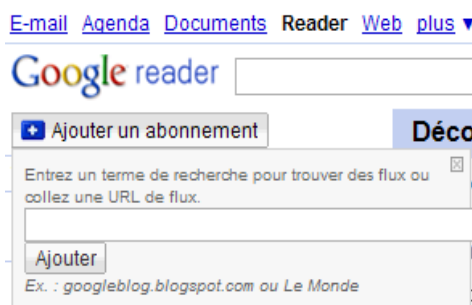 E-mail Agenda Documents Reader Web plus ▼
Google reader
Ajouter un abonnement
Déco
Entrez un terme de recherche pour trouver des flux ou
collez une URL de flux.
Ajouter
Ex. : googleblog.blogspot.com ou Le Monde